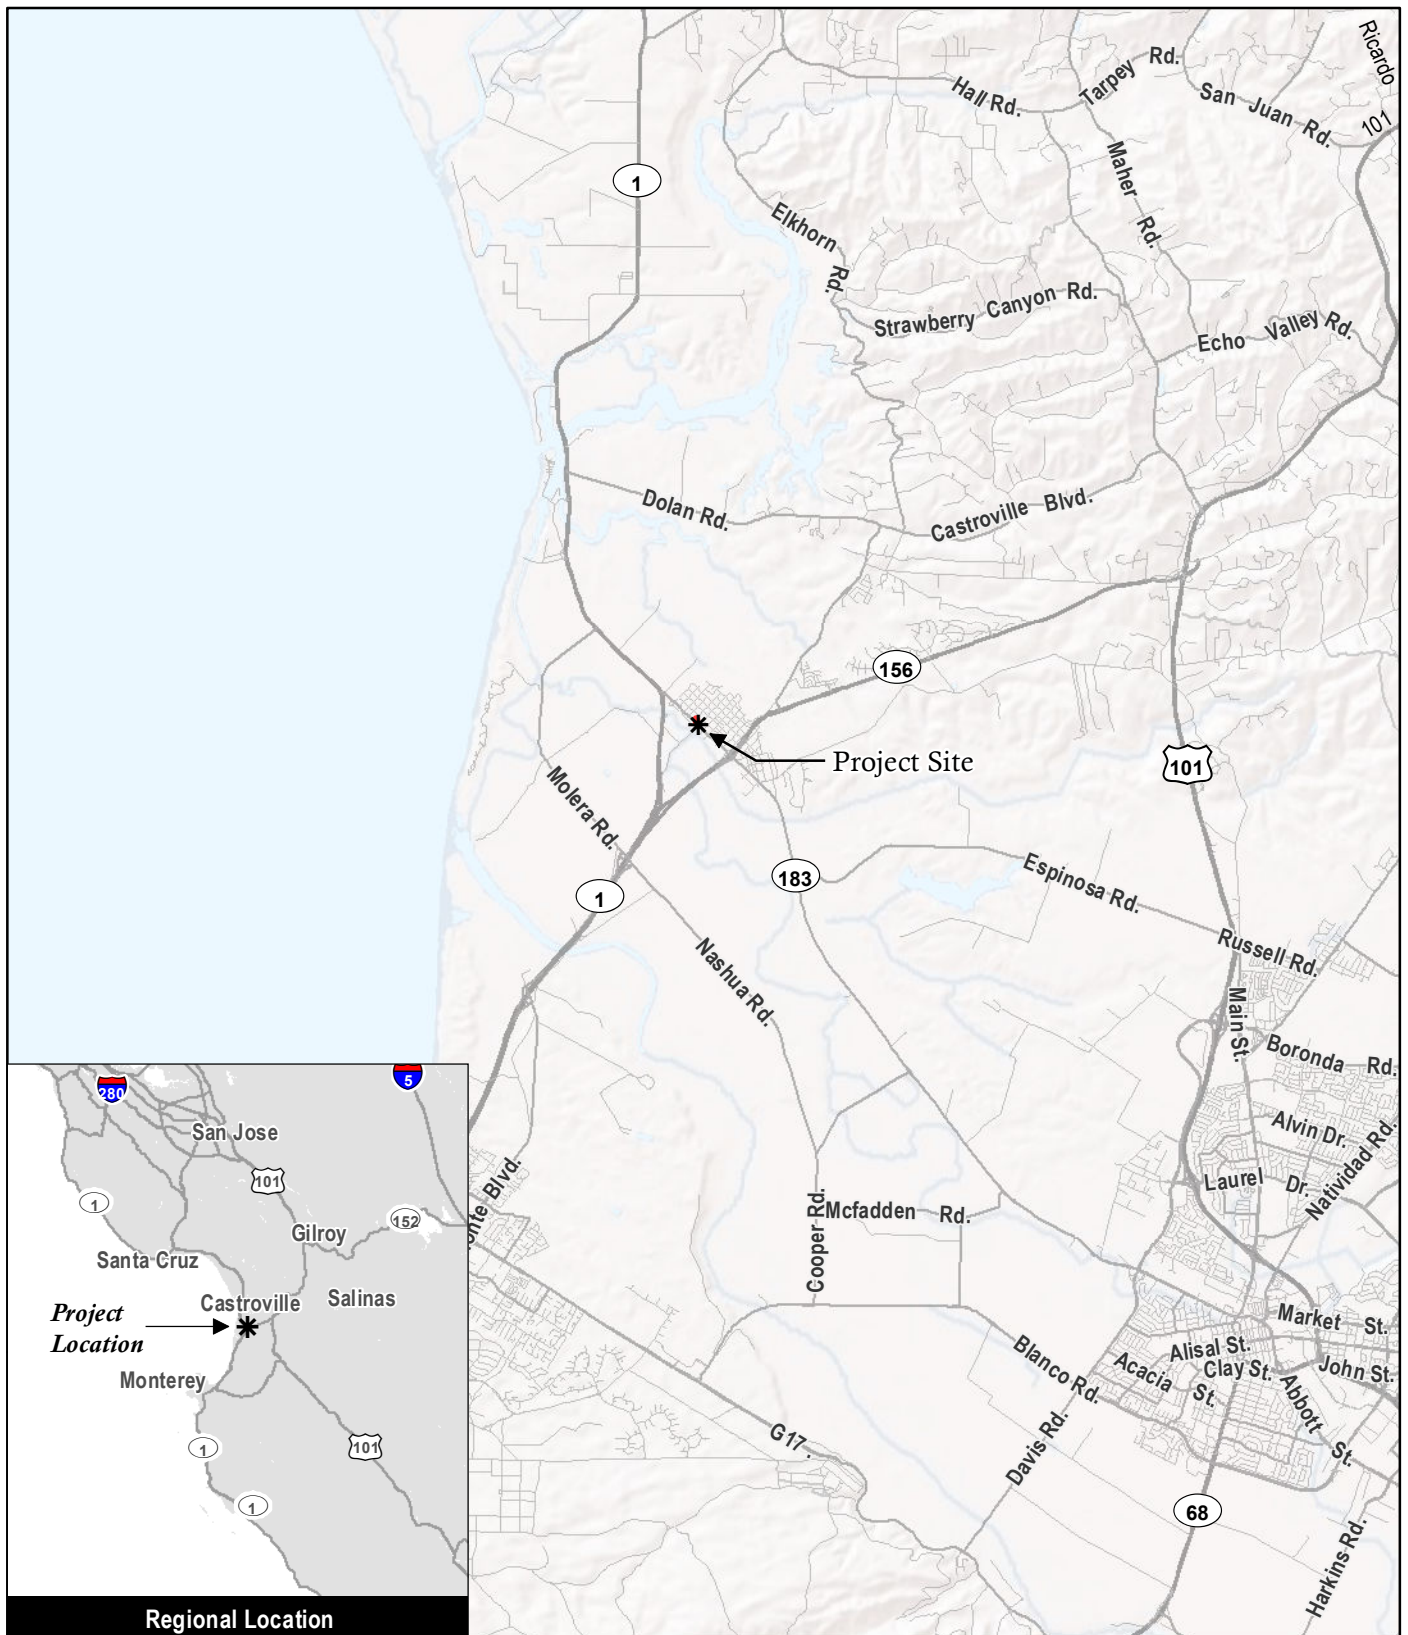 Ricardo
101
Hall Rd.
Tarpey Rd.
San Juan Rd.
1
Maher Rd.
Elkhorn Rd.
Strawberry Canyon Rd.
Echo Valley Rd.
Dolan Rd.
Castroville Blvd.
156
Project Site
101
Molera Rd.
183
1
Espinosa Rd.
Russell Rd.
Nashua Rd.
Main St.
Boronda Rd.
Alvin Dr.
Natividad Rd.
Laurel Dr.
Blvd.
Cooper Rd.
Mcfadden Rd.
Market St.
Alisal St.
Clay St.
John St.
Acacia St.
Abbott St.
Blanco Rd.
Davis Rd.
G17 .
68
Harkins Rd.
280
5
San Jose
101
1
152
Gilroy
Santa Cruz
Castroville
Salinas
Project
Location
Monterey
1
101
1
Regional Location